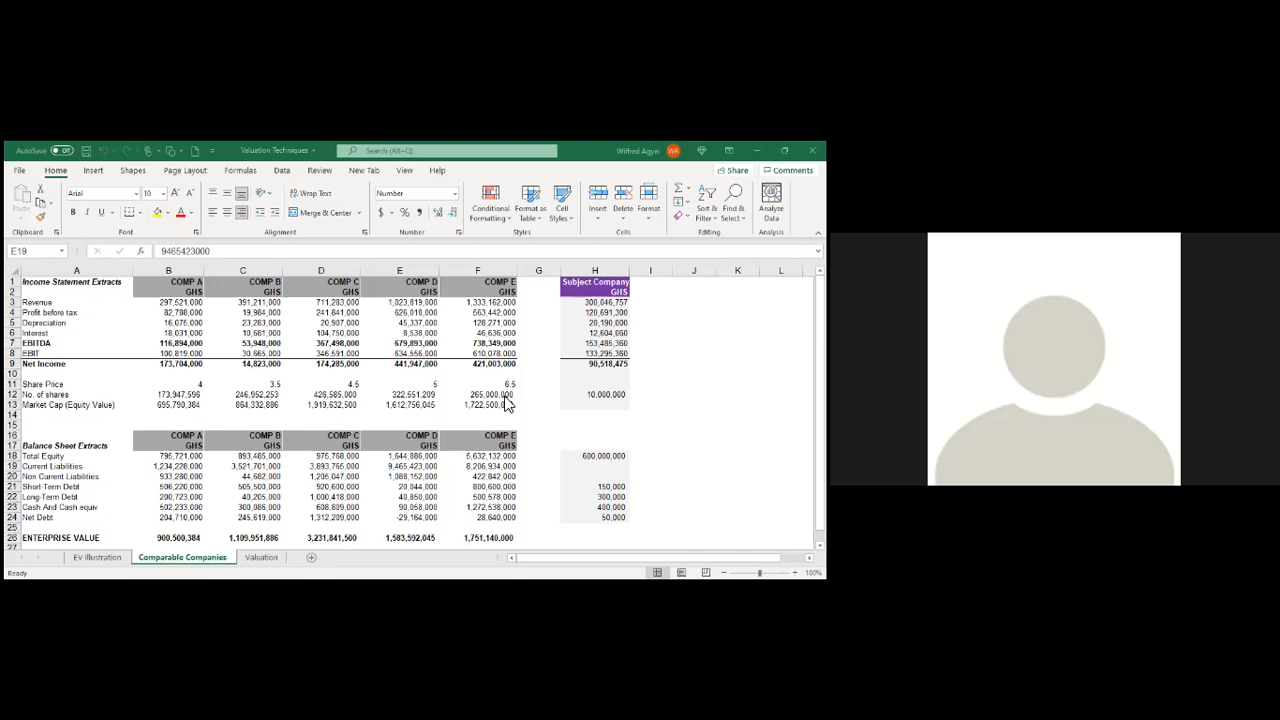 AutoSave Off Valuation Techniques Search (Alt+Q) Wilfred Agyei WA
File Home Insert Shapes Page Layout Formulas Data Review New Tab View Help Share Comments
Paste Arial 10 Wrap Text Number Conditional Formatting Format as Table Cell Styles Insert Delete Format Sort & Filter Find & Select Analyze Data
B I U Merge & Center $ % 9
Clipboard Font Alignment Number Styles Cells Editing Analysis
E19 fx 9465423000
A B C D E F G H I J K L
1 Income Statement Extracts COMP A COMP B COMP C COMP D COMP E Subject Company
2 GHS GHS GHS GHS GHS GHS
3 Revenue 297,521,000 391,211,000 711,283,000 1,023,819,000 1,333,162,000 300,046,757
4 Profit before tax 82,788,000 19,984,000 241,841,000 626,018,000 563,442,000 120,691,300
5 Depreciation 16,075,000 23,283,000 20,907,000 45,337,000 128,271,000 20,190,000
6 Interest 18,031,000 10,681,000 104,750,000 8,538,000 46,636,000 12,604,060
7 EBITDA 116,894,000 53,948,000 367,498,000 679,893,000 738,349,000 153,485,360
8 EBIT 100,819,000 30,665,000 346,591,000 634,556,000 610,078,000 133,295,360
9 Net Income 173,704,000 14,823,000 174,285,000 441,947,000 421,003,000 90,518,475
10
11 Share Price 4 3.5 4.5 5 6.5
12 No. of shares 173,947,596 246,952,253 426,585,000 322,551,209 265,000,000 10,000,000
13 Market Cap (Equity Value) 695,790,384 864,332,886 1,919,632,500 1,612,756,045 1,722,500,
14
15
16 COMP A COMP B COMP C COMP D COMP E
17 Balance Sheet Extracts GHS GHS GHS GHS GHS
18 Total Equity 795,721,000 893,485,000 975,768,000 1,644,886,000 5,632,132,000 600,000,000
19 Current Liabilities 1,234,228,000 3,521,701,000 3,893,765,000 9,465,423,000 8,206,934,000
20 Non Current Liabilities 933,280,000 44,682,000 1,205,047,000 1,088,152,000 422,842,000
21 Short-Term Debt 506,220,000 505,500,000 920,600,000 20,044,000 800,600,000 150,000
22 Long-Term Debt 200,723,000 40,205,000 1,000,418,000 40,850,000 500,578,000 300,000
23 Cash And Cash equiv 502,233,000 300,086,000 608,809,000 90,058,000 1,272,538,000 400,000
24 Net Debt 204,710,000 245,619,000 1,312,209,000 -29,164,000 28,640,000 50,000
25
26 ENTERPRISE VALUE 900,500,384 1,109,951,886 3,231,841,500 1,583,592,045 1,751,140,000
27
EV Illustration Comparable Companies Valuation
Ready 100%